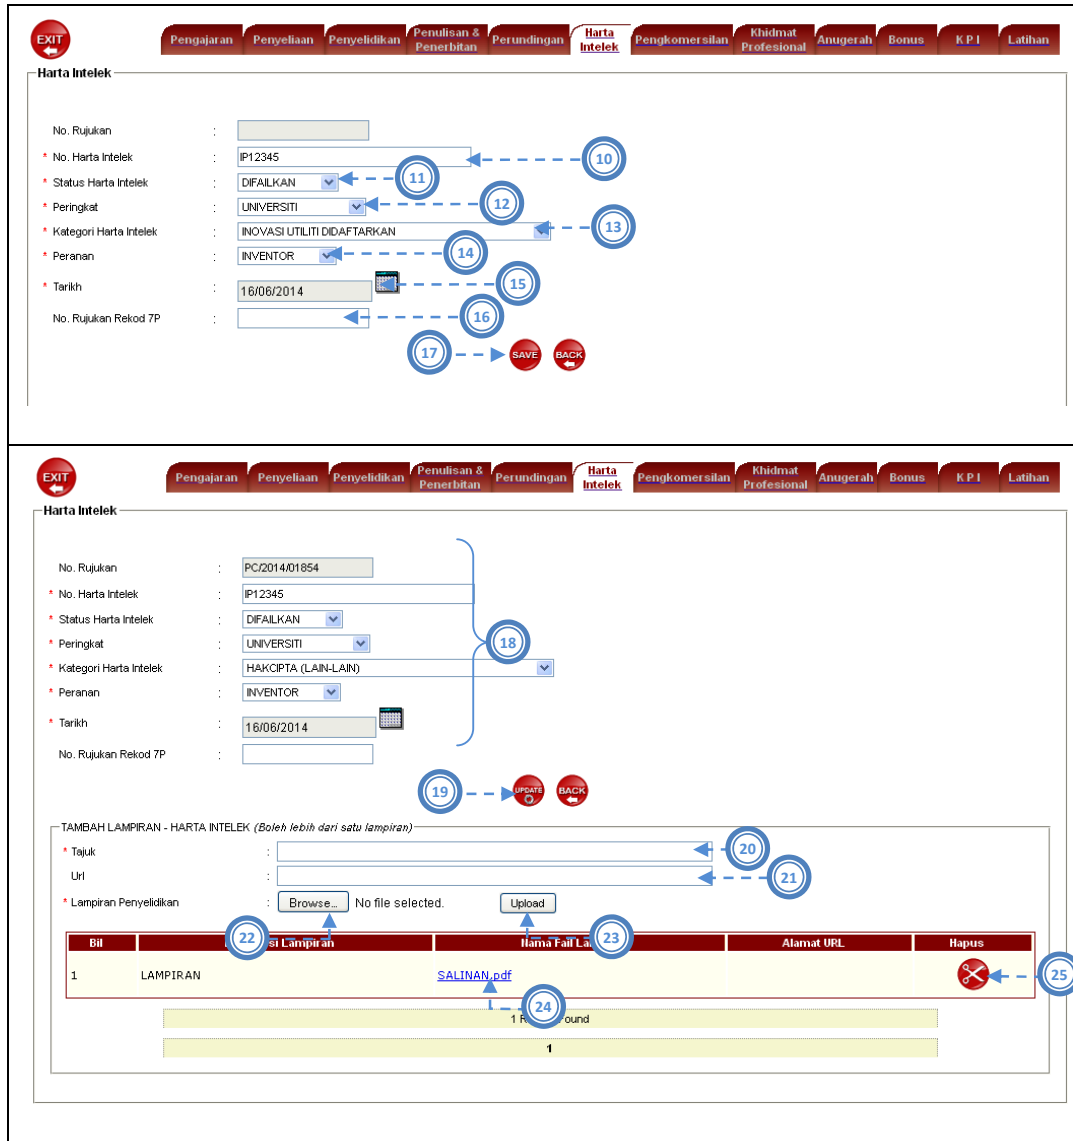 EXIT
Pengajaran Penyeliaan Penyelidikan Penulisan & Penerbitan Perundingan Harta Intelek Pengkomersilan Khidmat Profesional Anugerah Bonus K P I Latihan
Harta Intelek
No. Rujukan :
* No. Harta Intelek : IP12345 10
* Status Harta Intelek : DIFAILKAN 11
* Peringkat : UNIVERSITI 12
* Kategori Harta Intelek : INOVASI UTILITI DIDAFTARKAN 13
* Peranan : INVENTOR 14
* Tarikh : 16/06/2014 15
No. Rujukan Rekod 7P : 16
17 SAVE BACK
EXIT
Pengajaran Penyeliaan Penyelidikan Penulisan & Penerbitan Perundingan Harta Intelek Pengkomersilan Khidmat Profesional Anugerah Bonus K P I Latihan
Harta Intelek
No. Rujukan : PC/2014/01854
* No. Harta Intelek : IP12345
* Status Harta Intelek : DIFAILKAN
* Peringkat : UNIVERSITI 18
* Kategori Harta Intelek : HAKCIPTA (LAIN-LAIN)
* Peranan : INVENTOR
* Tarikh : 16/06/2014
No. Rujukan Rekod 7P :
19 UPDATE BACK
TAMBAH LAMPIRAN - HARTA INTELEK (Boleh lebih dari satu lampiran)
* Tajuk : 20
Url : 21
* Lampiran Penyelidikan : Browse... No file selected. Upload
22 23
Bil Lampiran Nama Fail Alamat URL Hapus
1 LAMPIRAN SALINAN.pdf 25
24
1
1